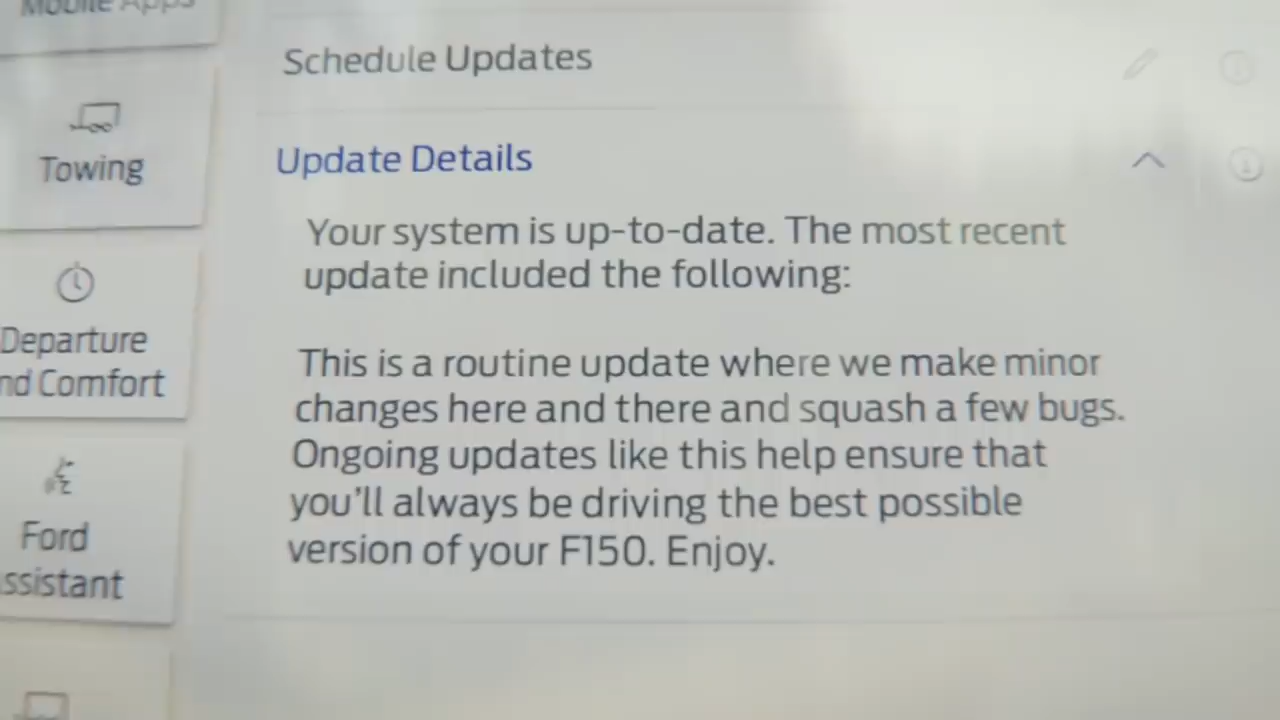 Mobile Apps
Towing
Departure
nd Comfort
Ford
ssistant
Schedule Updates
Update Details
Your system is up-to-date. The most recent
update included the following:
This is a routine update where we make minor
changes here and there and squash a few bugs.
Ongoing updates like this help ensure that
you'll always be driving the best possible
version of your F150. Enjoy.